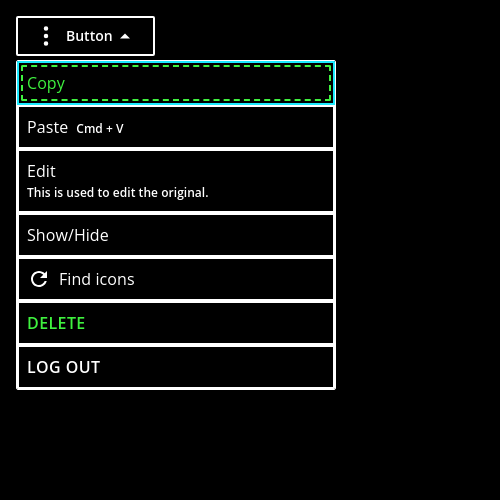 Button
Copy
Paste Cmd + V
Edit
This is used to edit the original.
Show/Hide
Find icons
DELETE
LOG OUT